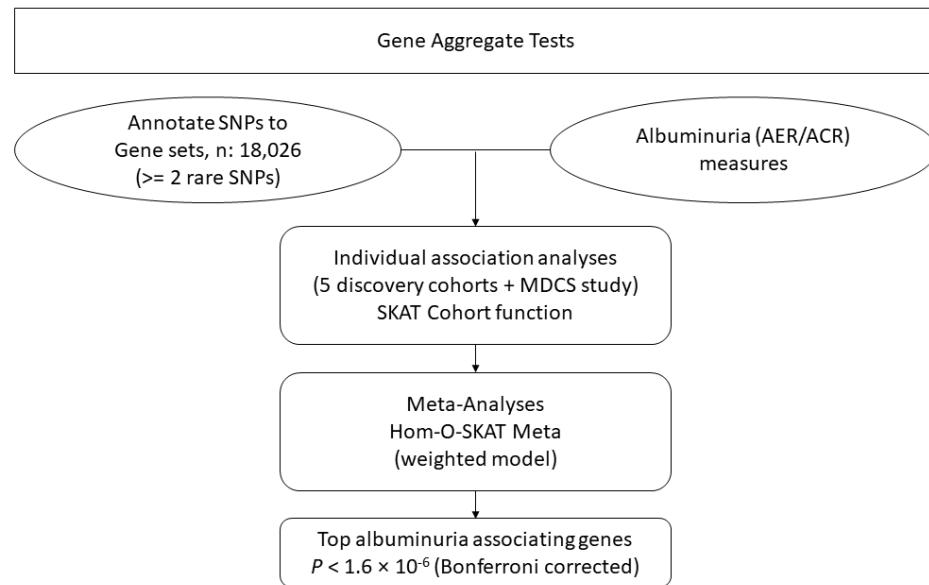 Gene Aggregate Tests
Annotate SNPs to
Gene sets, n: 18,026
(>= 2 rare SNPs)
Albuminuria (AER/ACR)
measures
Individual association analyses
(5 discovery cohorts + MDCS study)
SKAT Cohort function
Meta-Analyses
Hom-O-SKAT Meta
(weighted model)
Top albuminuria associating genes
P < 1.6 × 10⁻⁶ (Bonferroni corrected)